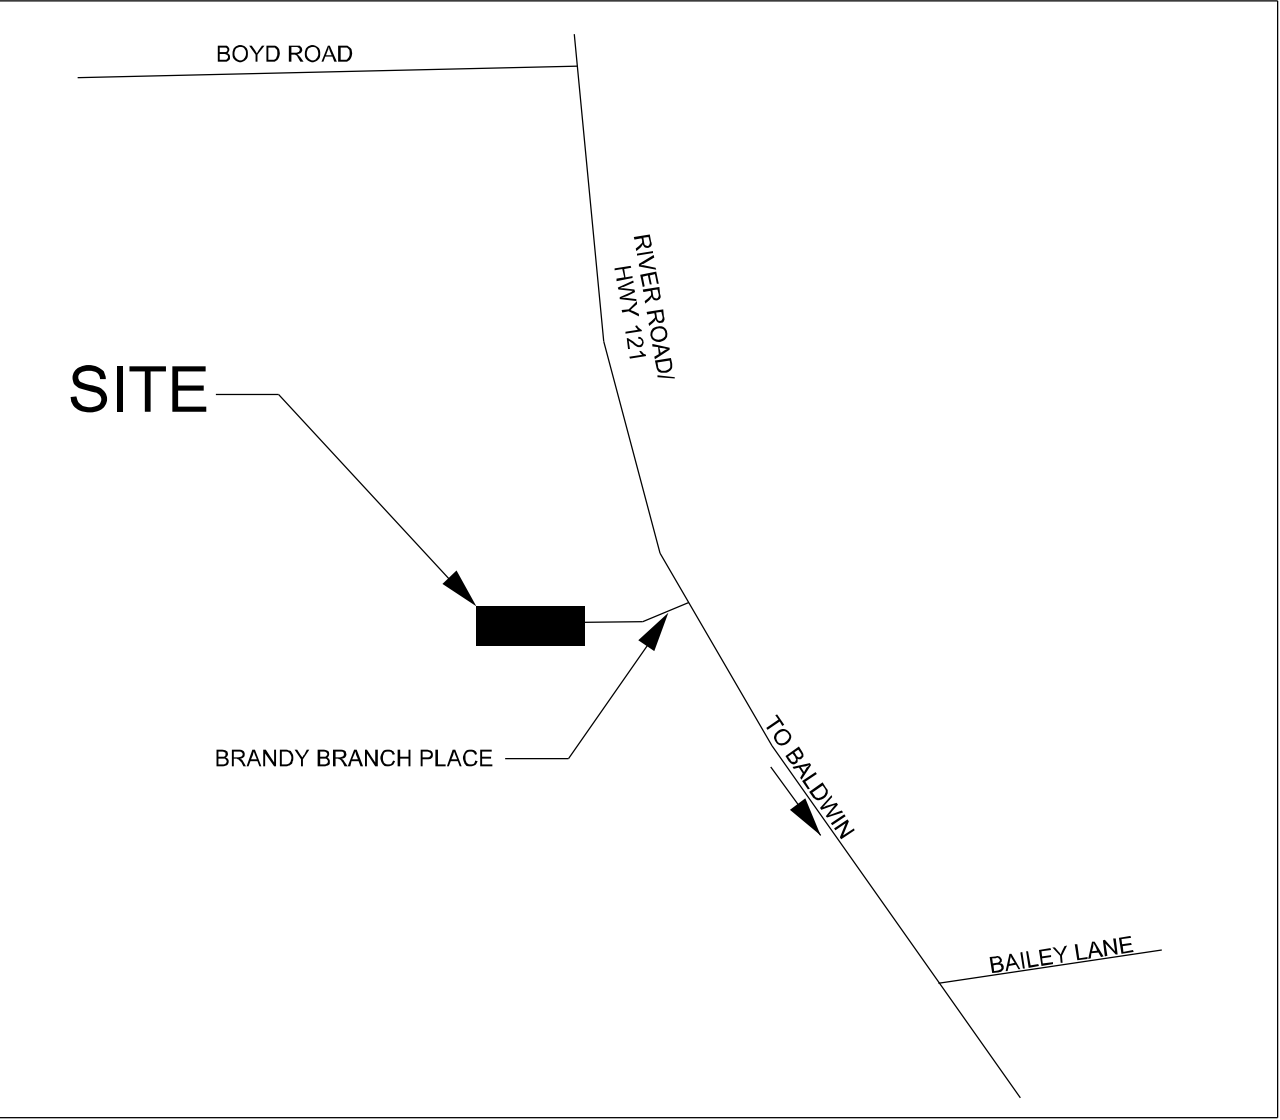 BOYD ROAD
RIVER ROAD/
HWY 121
SITE
BRANDY BRANCH PLACE
TO BALDWIN
BAILEY LANE